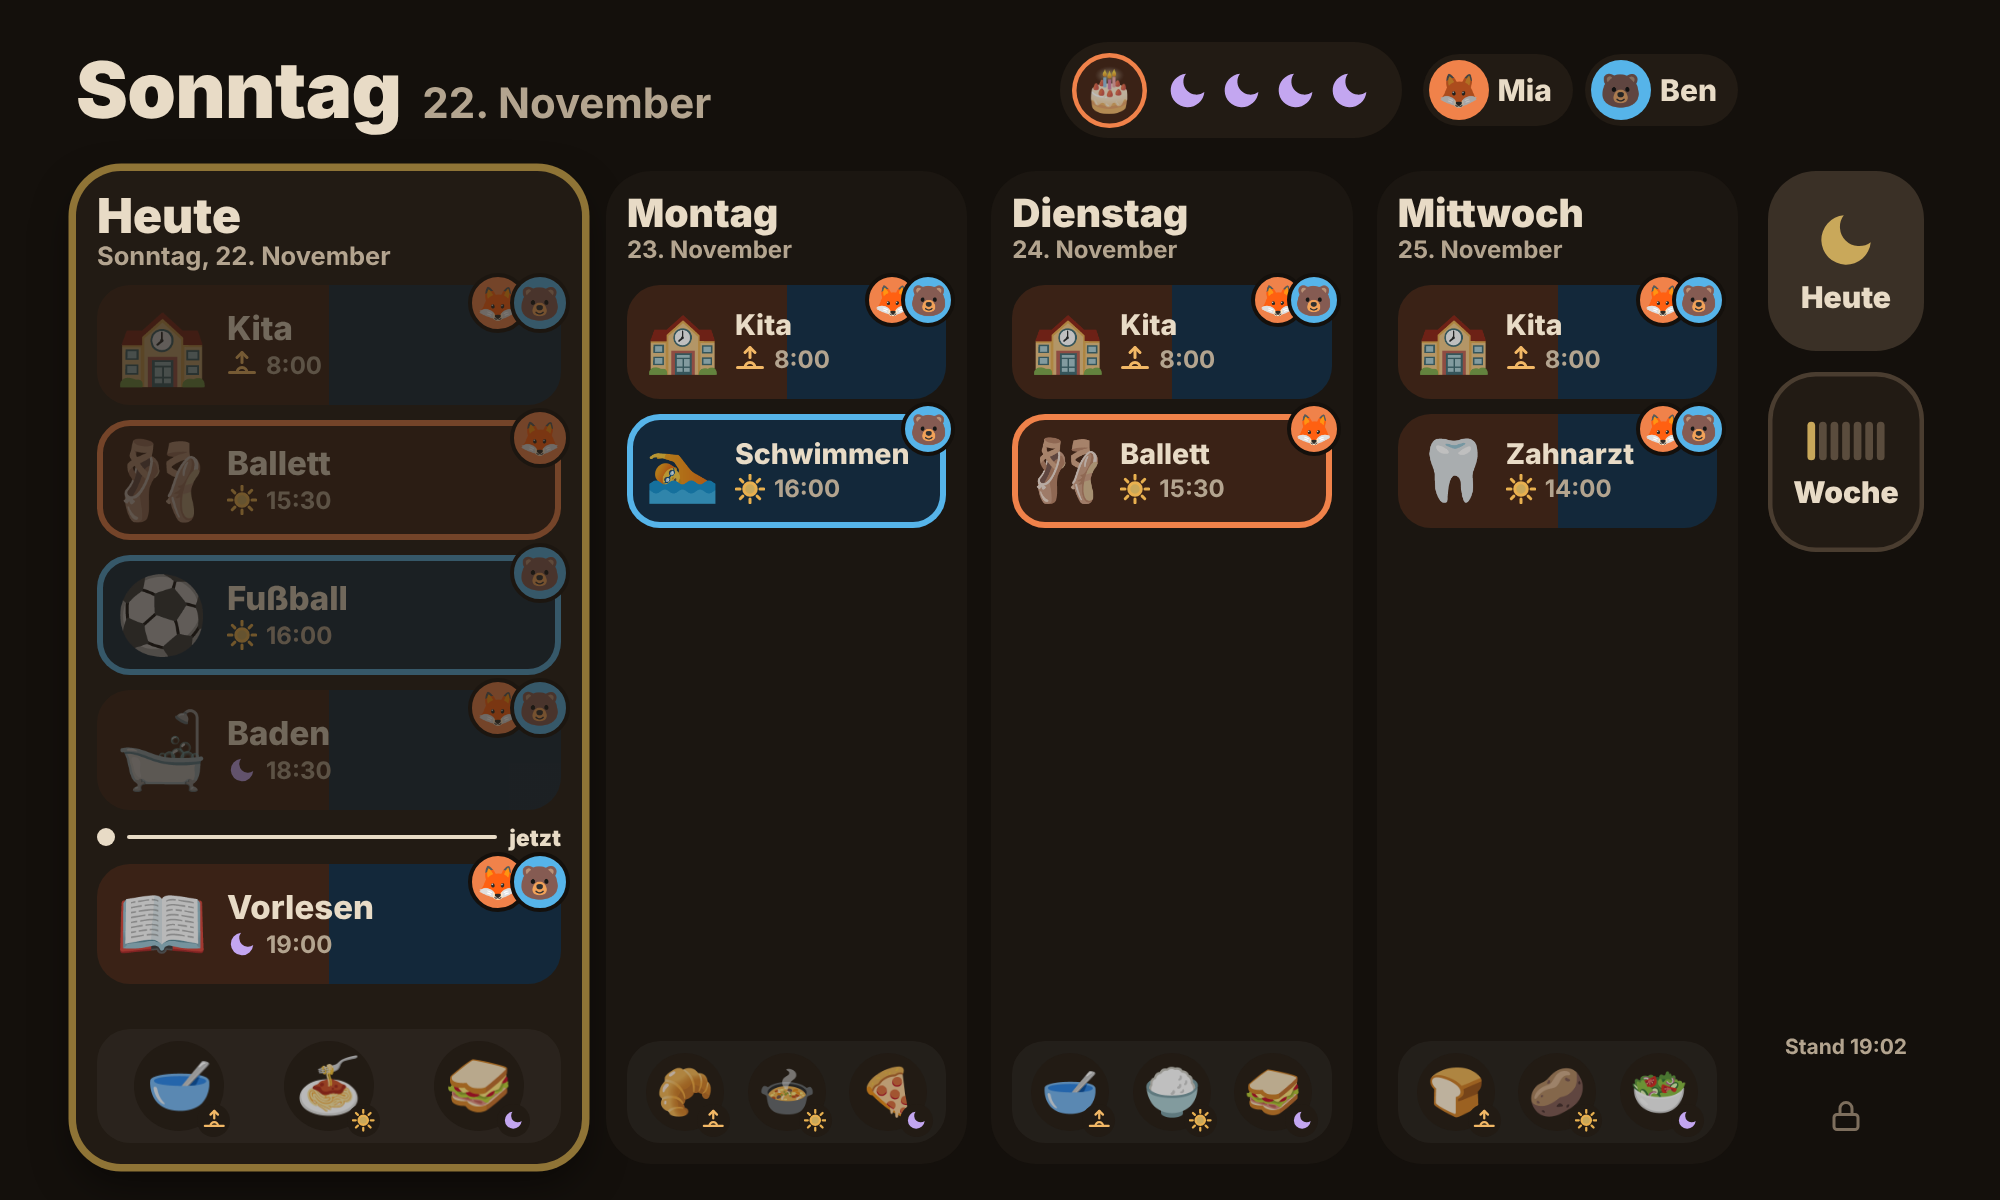 Sonntag 22. November
Mia
Ben
Heute
Sonntag, 22. November
Kita
8:00
Ballett
15:30
Fußball
16:00
Baden
18:30
jetzt
Vorlesen
19:00
Montag
23. November
Kita
8:00
Schwimmen
16:00
Dienstag
24. November
Kita
8:00
Ballett
15:30
Mittwoch
25. November
Kita
8:00
Zahnarzt
14:00
Heute
Woche
Stand 19:02